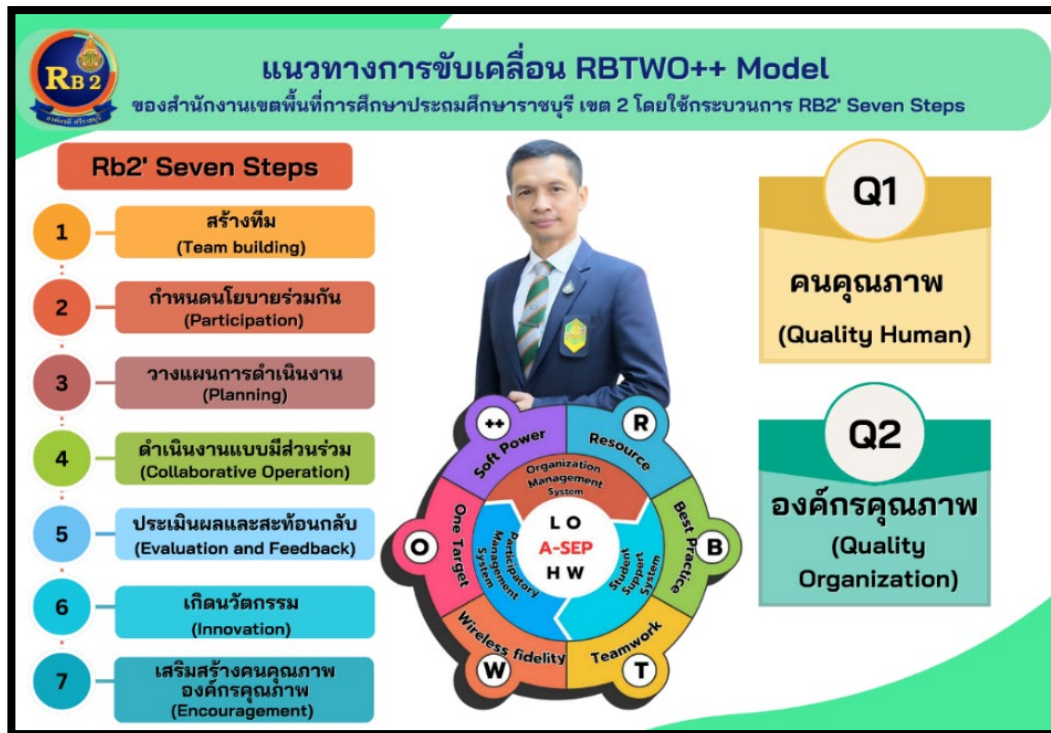 RB 2
แนวทางการขับเคลื่อน RBTWO++ Model
ของสำนักงานเขตพื้นที่การศึกษาประถมศึกษาราชบุรี เขต 2 โดยใช้กระบวนการ RB2' Seven Steps
Rb2' Seven Steps
1
สร้างทีม
(Team building)
2
กำหนดนโยบายร่วมกัน
(Participation)
3
วางแผนการดำเนินงาน
(Planning)
4
ดำเนินงานแบบมีส่วนร่วม
(Collaborative Operation)
5
ประเมินผลและสะท้อนกลับ
(Evaluation and Feedback)
6
เกิดนวัตกรรม
(Innovation)
7
เสริมสร้างคนคุณภาพ
องค์กรคุณภาพ
(Encouragement)
++
Soft Power
R
Resource
B
Best Practice
T
Teamwork
W
Wireless fidelity
O
One Target
Organization
Management
System
Student
Support
System
Participatory
Management
System
L O
A-SEP
H W
Q1
คนคุณภาพ
(Quality Human)
Q2
องค์กรคุณภาพ
(Quality
Organization)